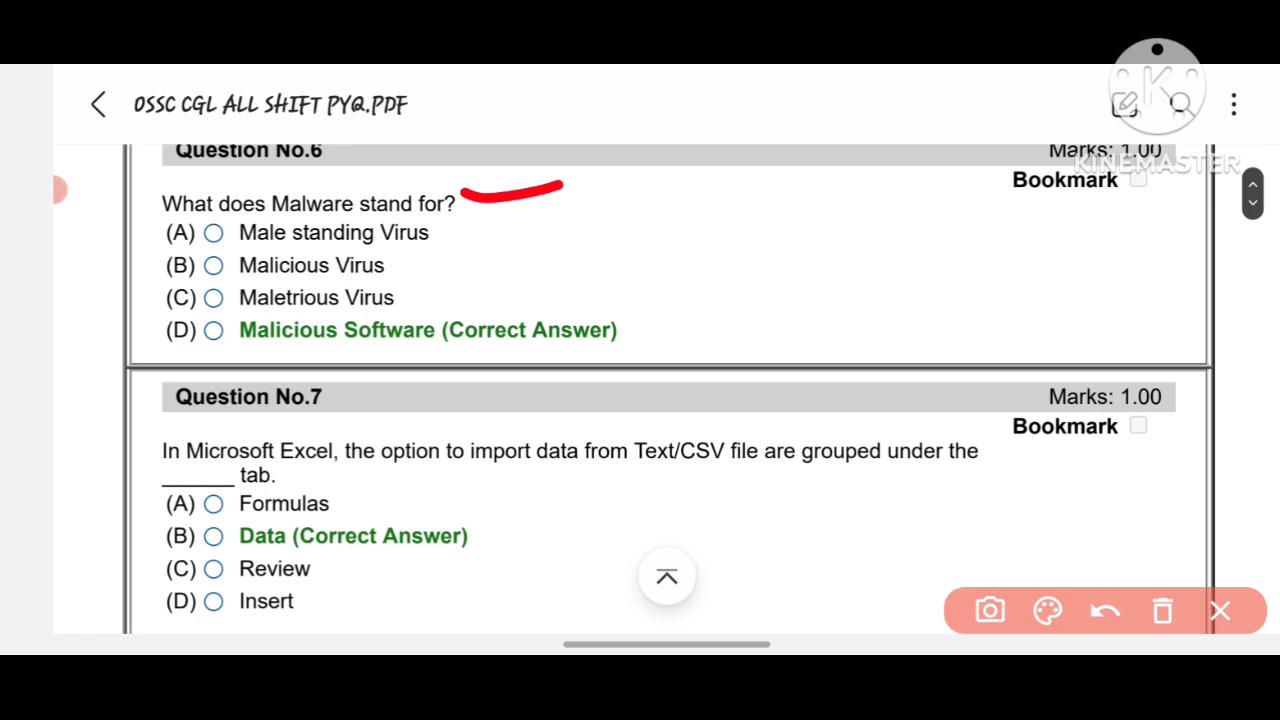 OSSC CGL ALL SHIFT PYQ.PDF
KINEMASTER
Question No.6 Marks: 1.00
Bookmark
What does Malware stand for?
(A) Male standing Virus
(B) Malicious Virus
(C) Maletrious Virus
(D) Malicious Software (Correct Answer)
Question No.7 Marks: 1.00
Bookmark
In Microsoft Excel, the option to import data from Text/CSV file are grouped under the
______ tab.
(A) Formulas
(B) Data (Correct Answer)
(C) Review
(D) Insert